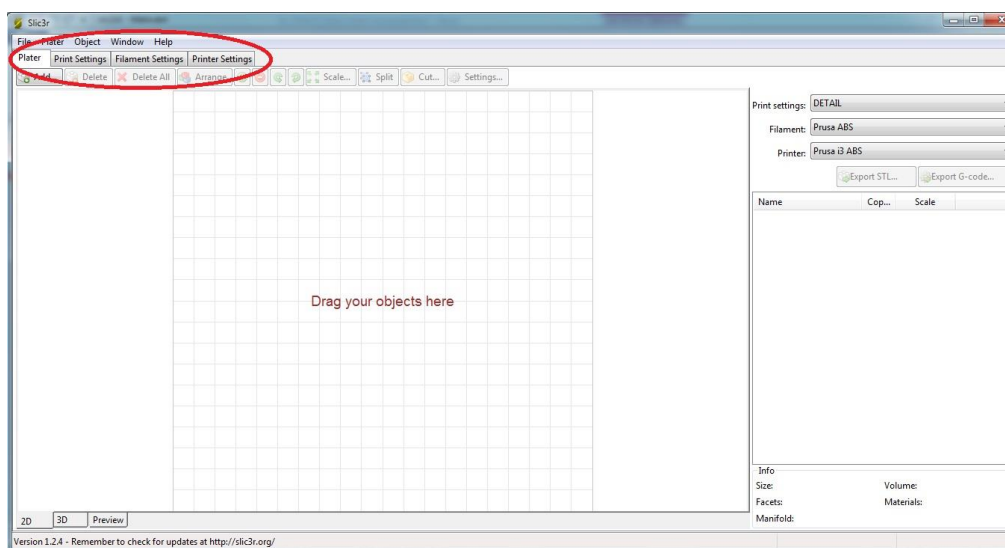 Slic3r
File Plater Object Window Help
Plater Print Settings Filament Settings Printer Settings
Add... Delete Delete All Arrange Scale... Split Cut... Settings...
Print settings: DETAIL
Filament: Prusa ABS
Printer: Prusa i3 ABS
Export STL... Export G-code...
Name Cop... Scale
Drag your objects here
Info
Size: Volume:
Facets: Materials:
Manifold:
2D 3D Preview
Version 1.2.4 - Remember to check for updates at http://slic3r.org/